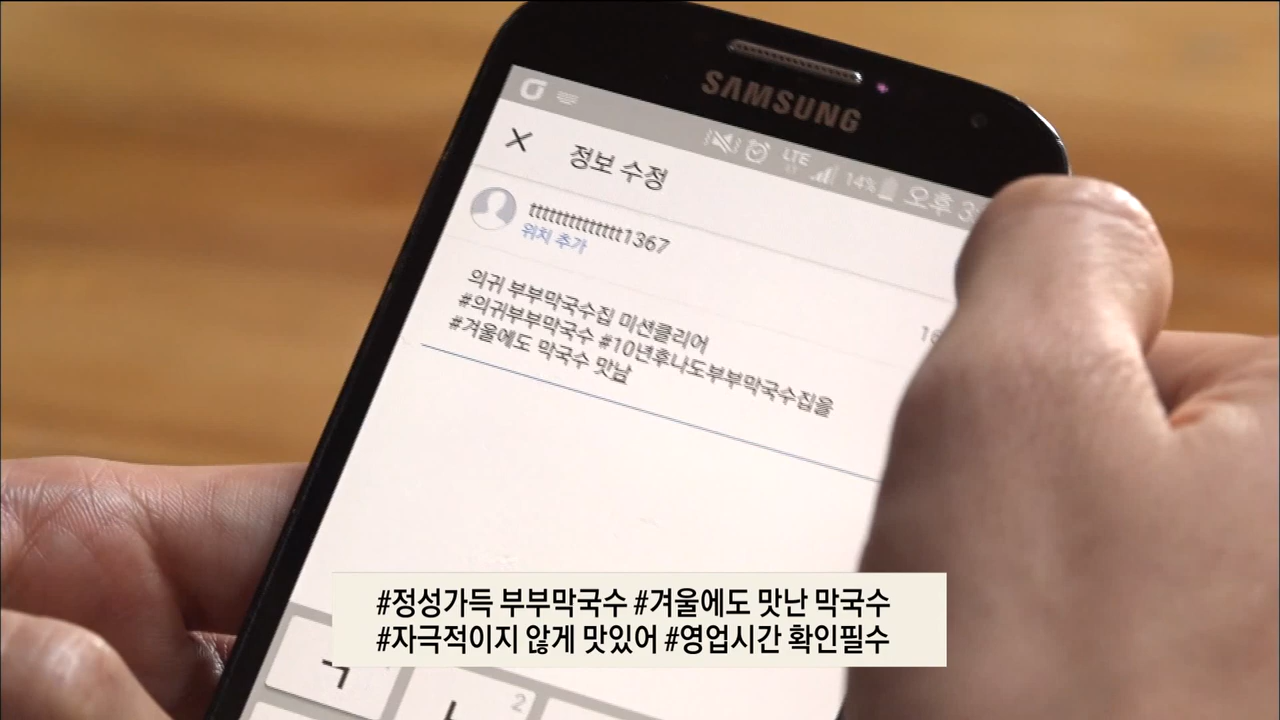 SAMSUNG
LTE 14% 오후 3:
정보 수정
tttttttttttttt1367
위치 추가
의귀 부부막국수집 미션클리어
#의귀부부막국수 #10년후나도부부막국수집을
#겨울에도 막국수 맛남
#정성가득 부부막국수 #겨울에도 맛난 막국수
#자극적이지 않게 맛있어 #영업시간 확인필수
2